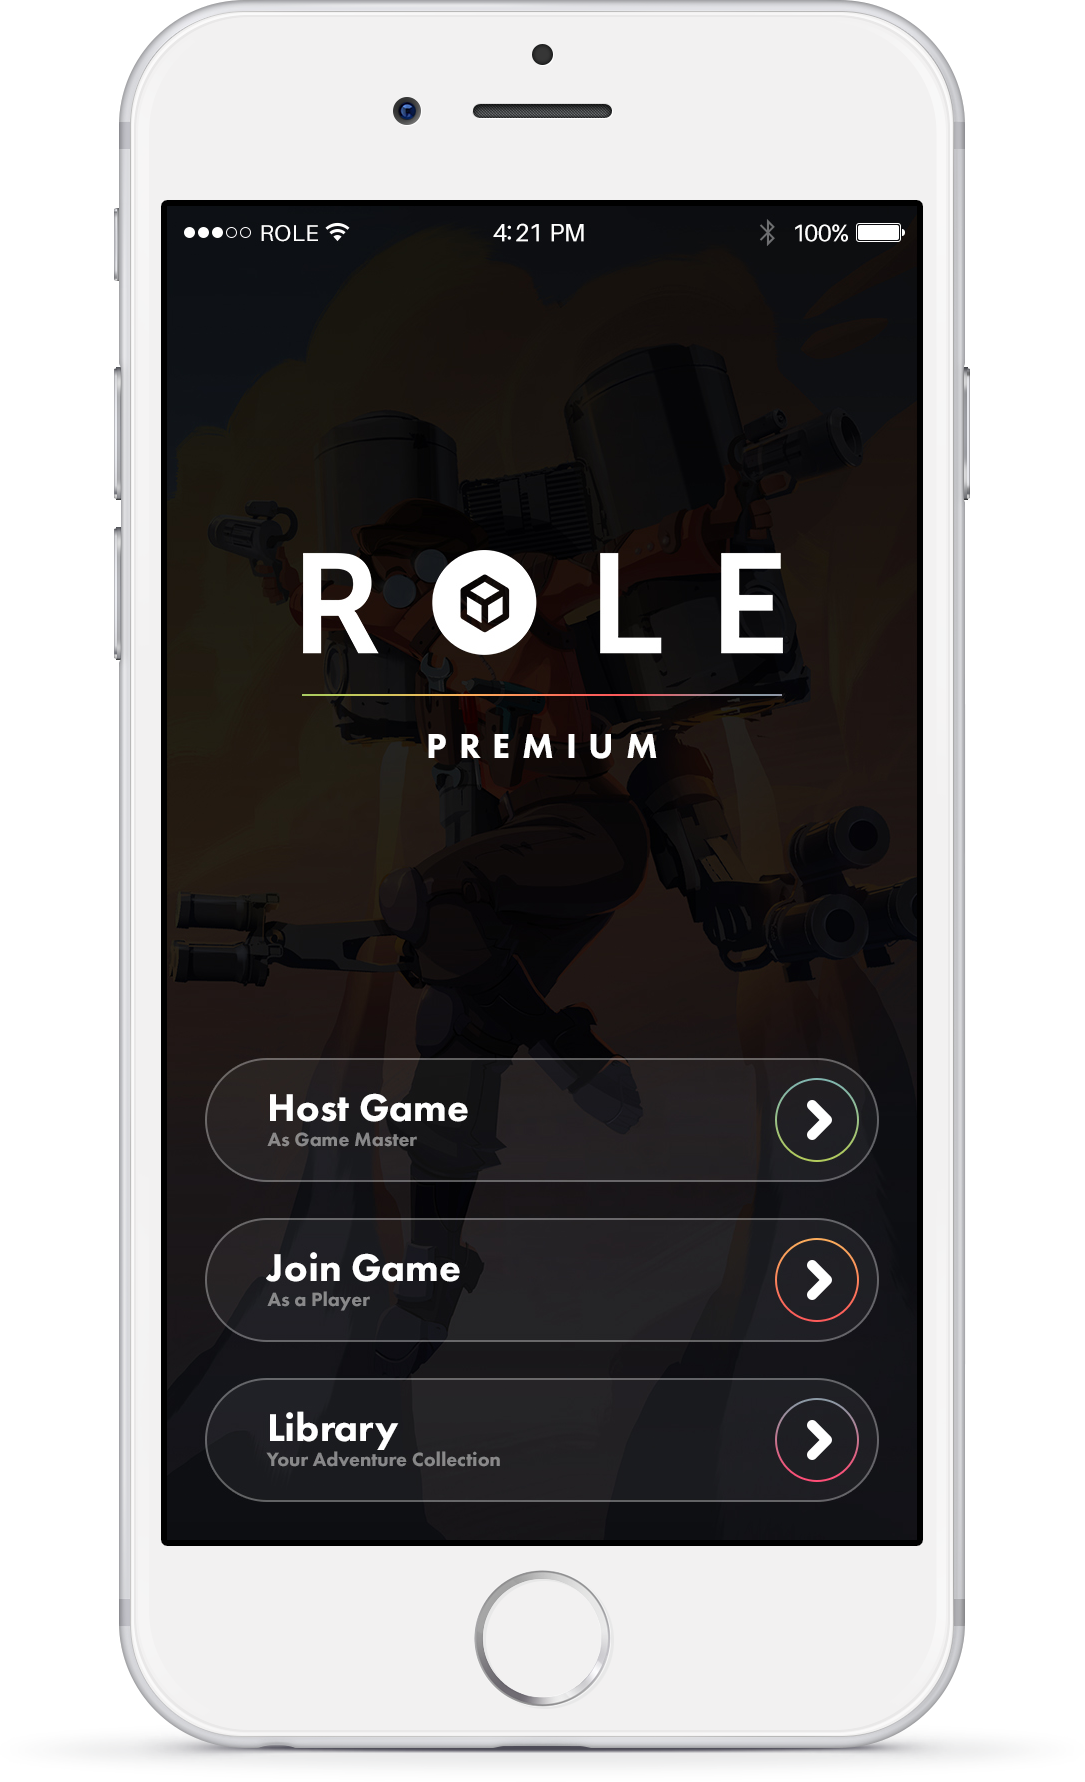 ROLE 4:21 PM 100%
ROLE
PREMIUM
Host Game
As Game Master
Join Game
As a Player
Library
Your Adventure Collection